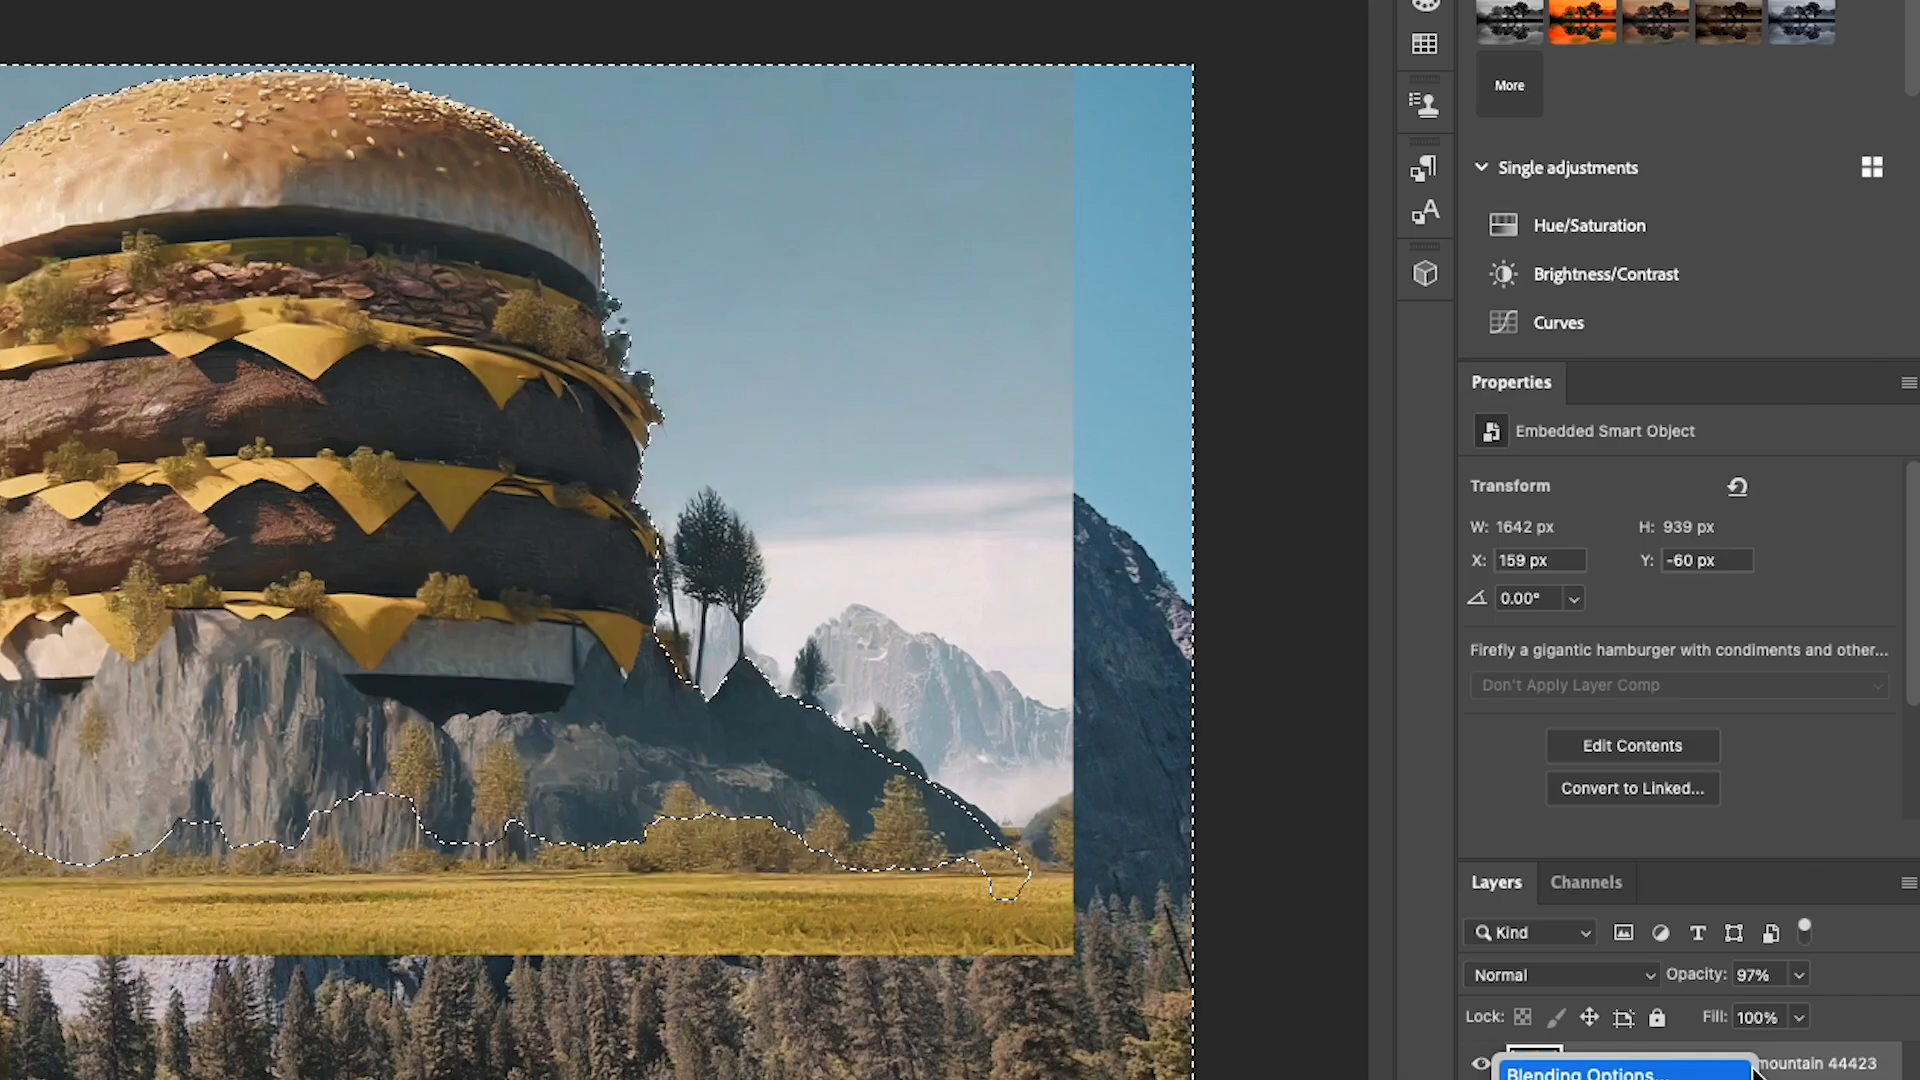 More
Single adjustments
Hue/Saturation
Brightness/Contrast
Curves
Properties
Embedded Smart Object
Transform
W: 1642 px H: 939 px
X: 159 px Y: -60 px
0.00°
Firefly a gigantic hamburger with condiments and other...
Don't Apply Layer Comp
Edit Contents
Convert to Linked...
Layers Channels
Kind
Normal Opacity: 97%
Lock: Fill: 100%
mountain 44423
Blending Options...